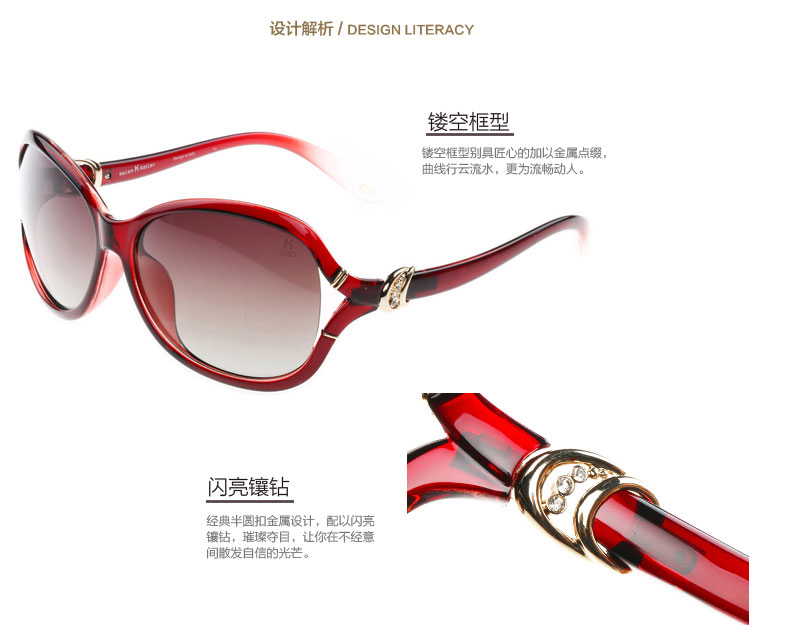 设计解析 / DESIGN LITERACY
镂空框型
镂空框型别具匠心的加以金属点缀，
曲线行云流水，更为流畅动人。
Helen K Keller
闪亮镶钻
经典半圆扣金属设计，配以闪亮
镶钻，璀璨夺目，让你在不经意
间散发自信的光芒。